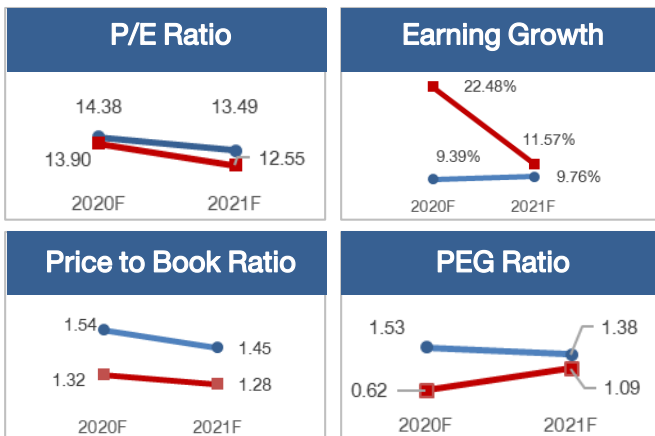 P/E Ratio
14.38
13.49
13.90
12.55
2020F
2021F
Earning Growth
22.48%
11.57%
9.39%
9.76%
2020F
2021F
Price to Book Ratio
1.54
1.45
1.32
1.28
2020F
2021F
PEG Ratio
1.53
1.38
0.62
1.09
2020F
2021F